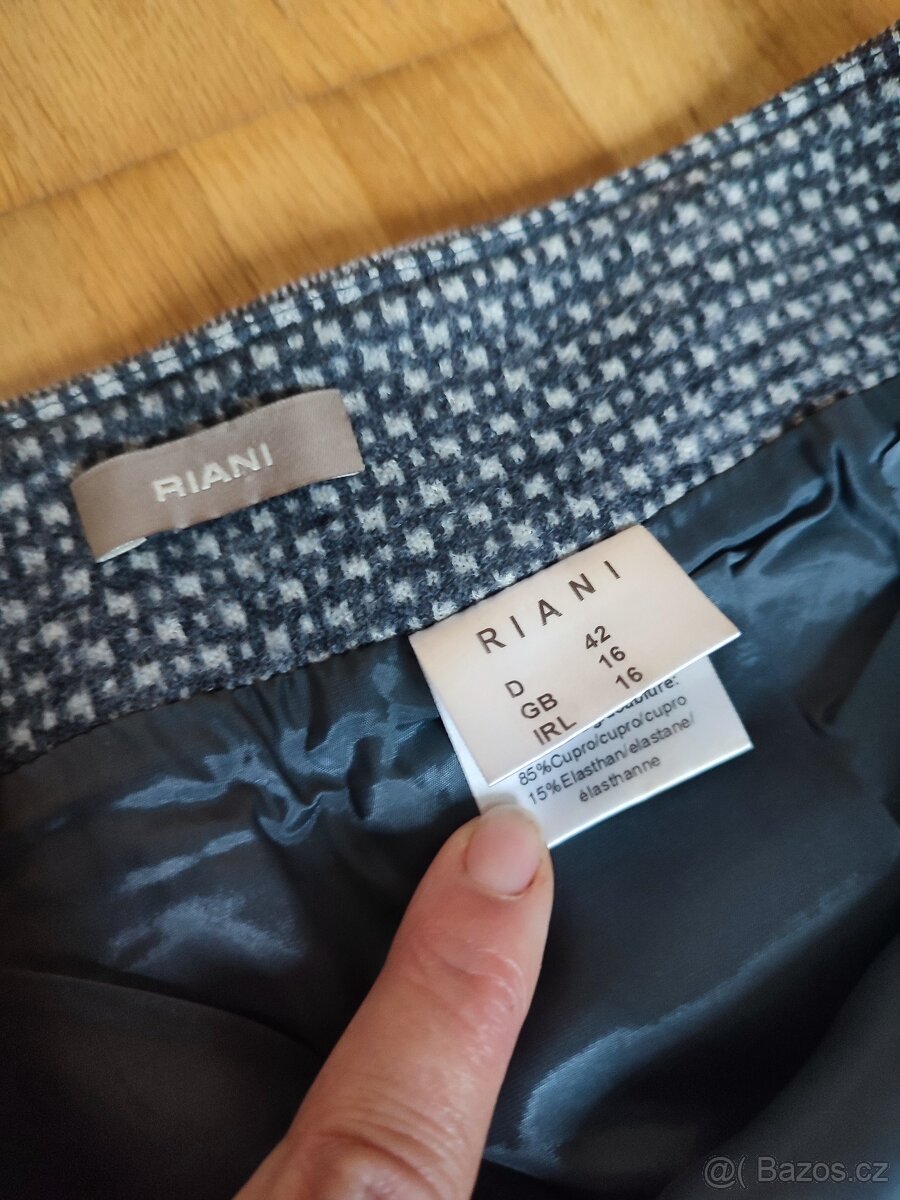 RIANI
RIANI
D 42
GB 16
IRL 16
85%Cupro/cupro/cupro
15%Elasthan/elastane/
élasthanne
@( Bazos.cz